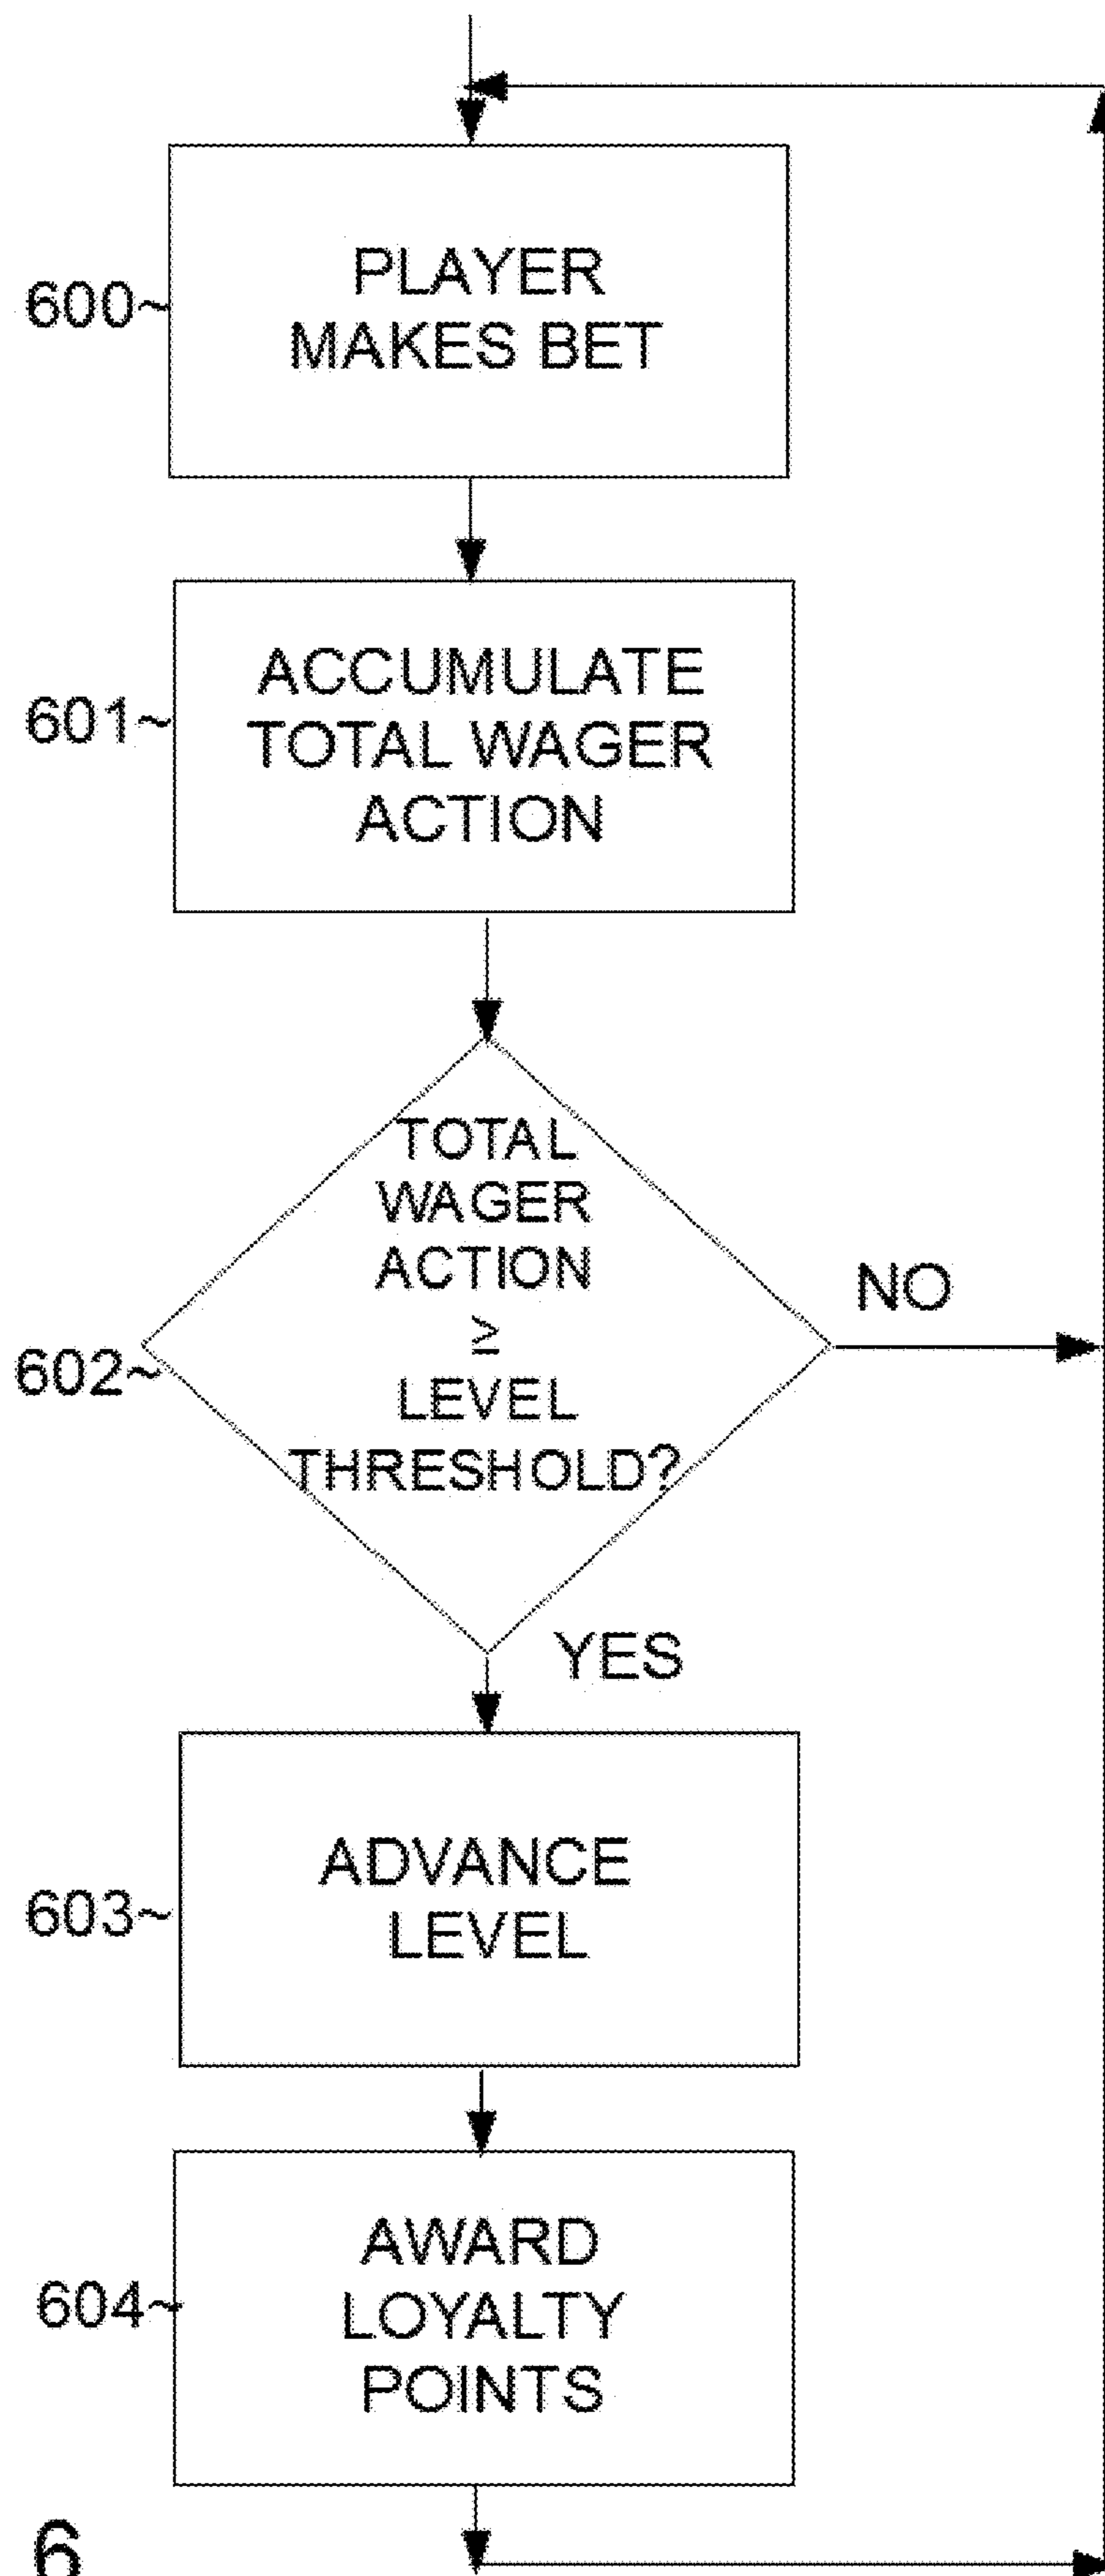 600~
PLAYER
MAKES BET
601~
ACCUMULATE
TOTAL WAGER
ACTION
602~
TOTAL
WAGER
ACTION
≥
LEVEL
THRESHOLD?
NO
YES
603~
ADVANCE
LEVEL
604~
AWARD
LOYALTY
POINTS
6